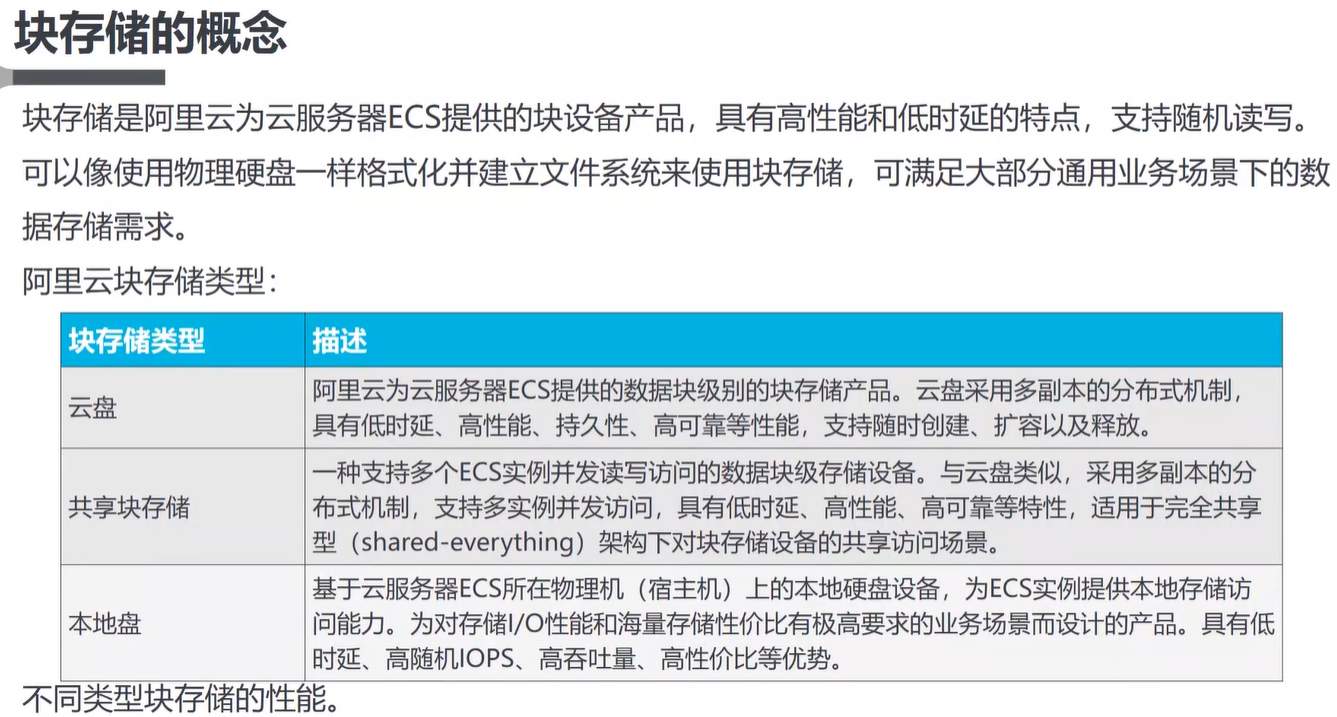 块存储的概念
块存储是阿里云为云服务器ECS提供的块设备产品，具有高性能和低时延的特点，支持随机读写。
可以像使用物理硬盘一样格式化并建立文件系统来使用块存储，可满足大部分通用业务场景下的数
据存储需求。
阿里云块存储类型：
块存储类型 描述
云盘
阿里云为云服务器ECS提供的数据块级别的块存储产品。云盘采用多副本的分布式机制，
具有低时延、高性能、持久性、高可靠等性能，支持随时创建、扩容以及释放。
共享块存储
一种支持多个ECS实例并发读写访问的数据块级存储设备。与云盘类似，采用多副本的分
布式机制，支持多实例并发访问，具有低时延、高性能、高可靠等特性，适用于完全共享
型（shared-everything）架构下对块存储设备的共享访问场景。
本地盘
基于云服务器ECS所在物理机（宿主机）上的本地硬盘设备，为ECS实例提供本地存储访
问能力。为对存储I/O性能和海量存储性价比有极高要求的业务场景而设计的产品。具有低
时延、高随机IOPS、高吞吐量、高性价比等优势。
不同类型块存储的性能。